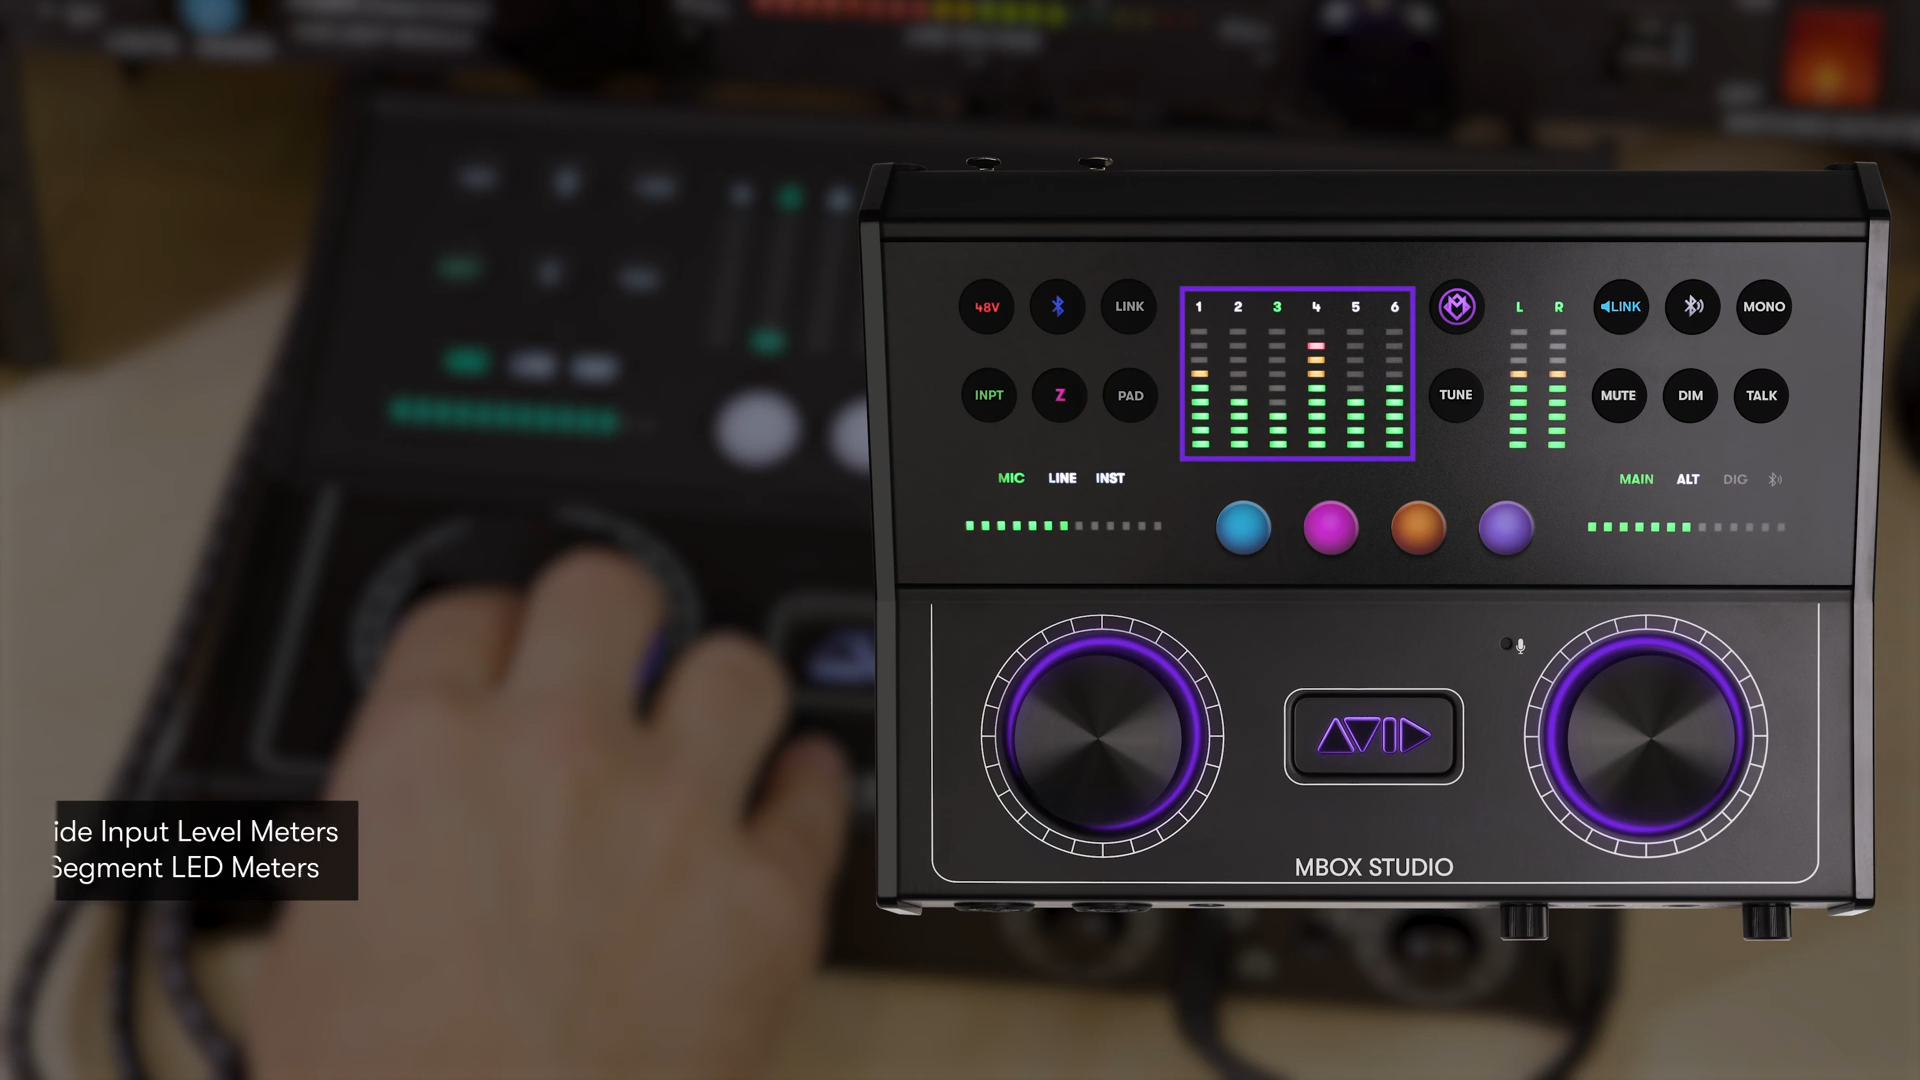 48V
LINK
1 2 3 4 5 6
L R
LINK
MONO
INPT
Z
PAD
TUNE
MUTE
DIM
TALK
MIC LINE INST
MAIN ALT DIG
AVID
MBOX STUDIO
ide Input Level Meters
Segment LED Meters